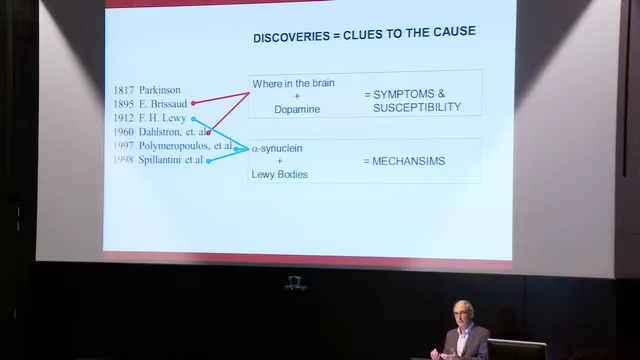 DISCOVERIES = CLUES TO THE CAUSE
1817 Parkinson
1895 E. Brissaud
1912 F. H. Lewy
1960 Dahlstron, et. al
1997 Polymeropoulos, et al
1998 Spillantini et al
Where in the brain
+
Dopamine
= SYMPTOMS &
SUSCEPTIBILITY
α-synuclein
+
Lewy Bodies
= MECHANSIMS